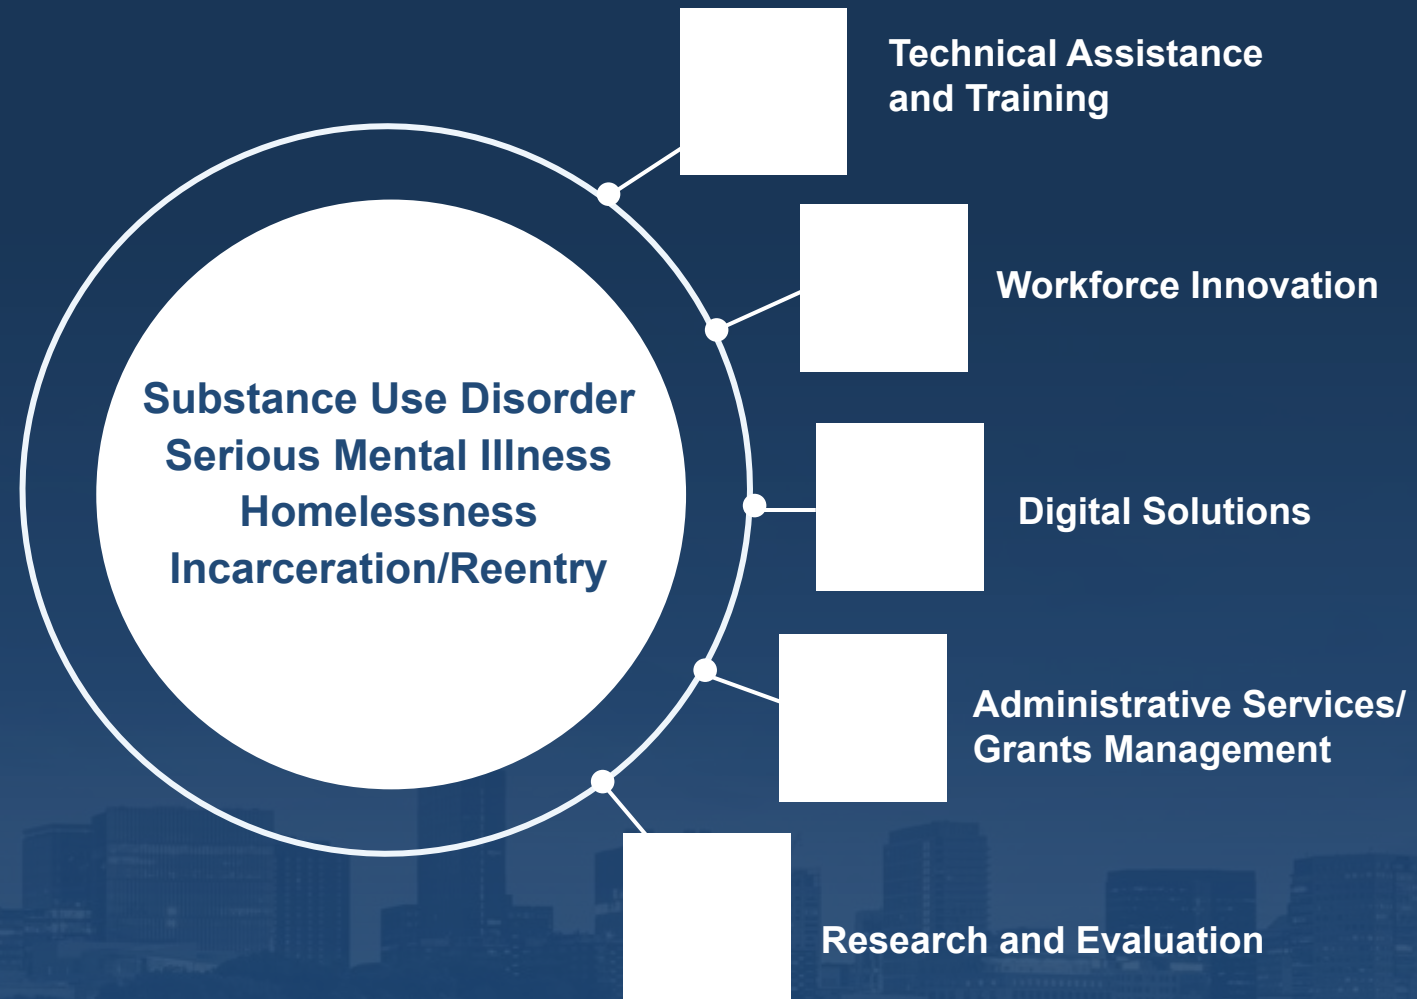 Technical Assistance
and Training
Workforce Innovation
Substance Use Disorder
Serious Mental Illness
Homelessness
Incarceration/Reentry
Digital Solutions
Administrative Services/
Grants Management
Research and Evaluation